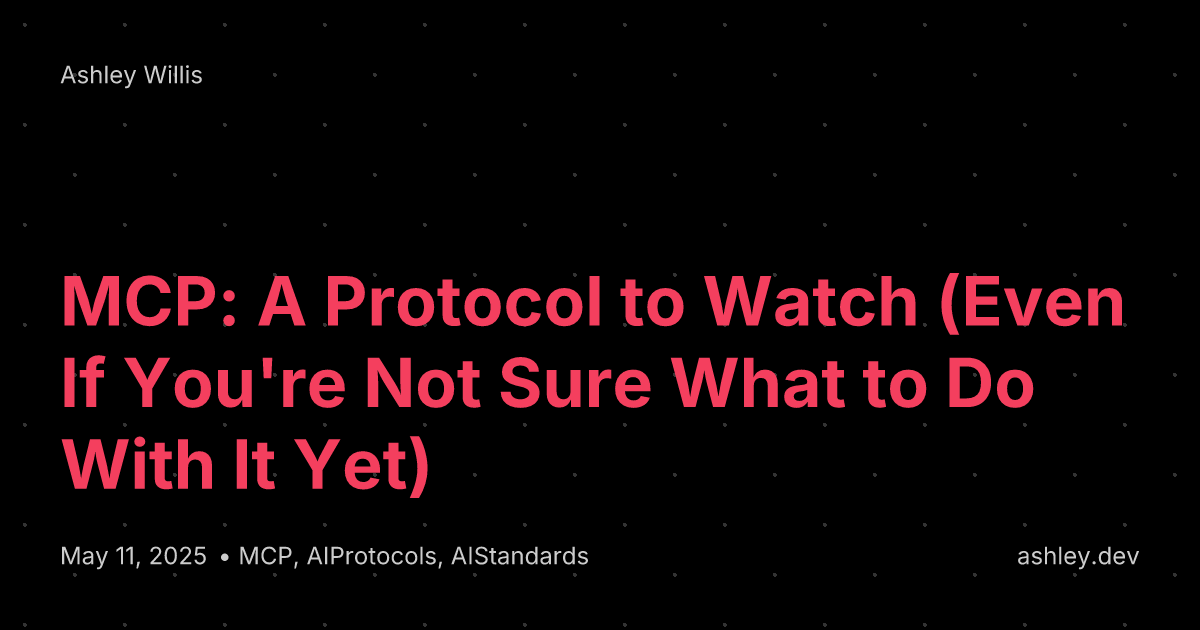 Ashley Willis
MCP: A Protocol to Watch (Even
If You're Not Sure What to Do
With It Yet)
May 11, 2025 • MCP, AIProtocols, AIStandards
ashley.dev